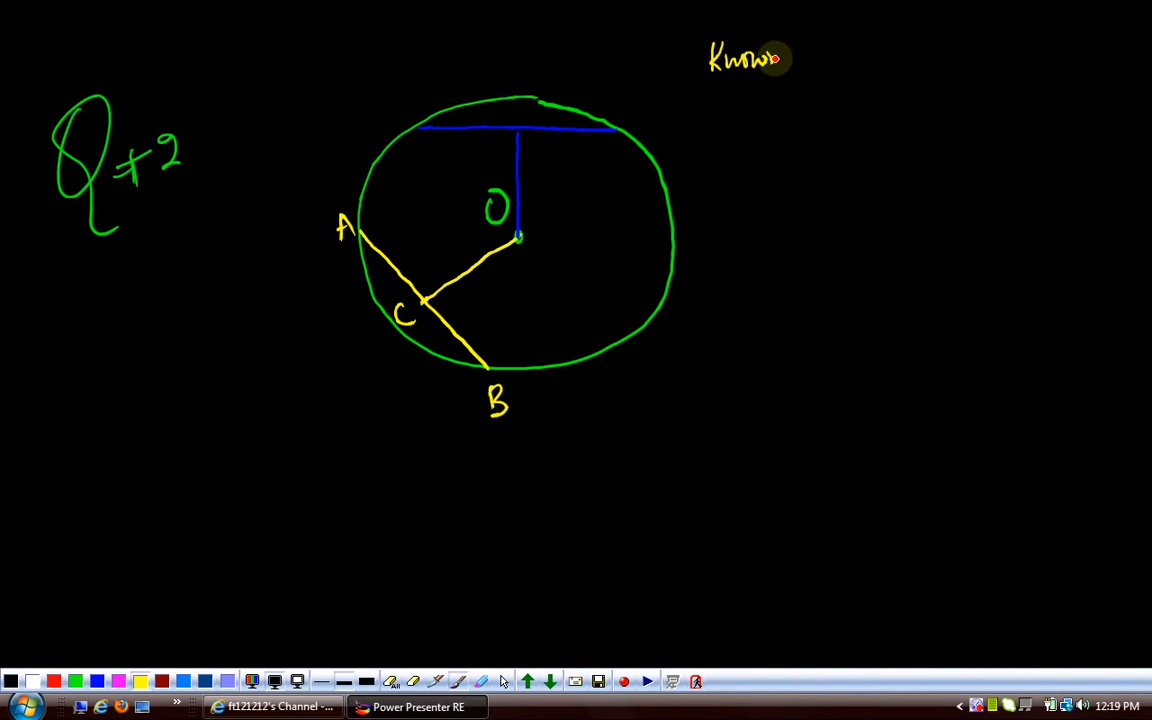 Known
Q#2
O
A
C
B
ft121212's Channel - ...
Power Presenter RE
12:19 PM